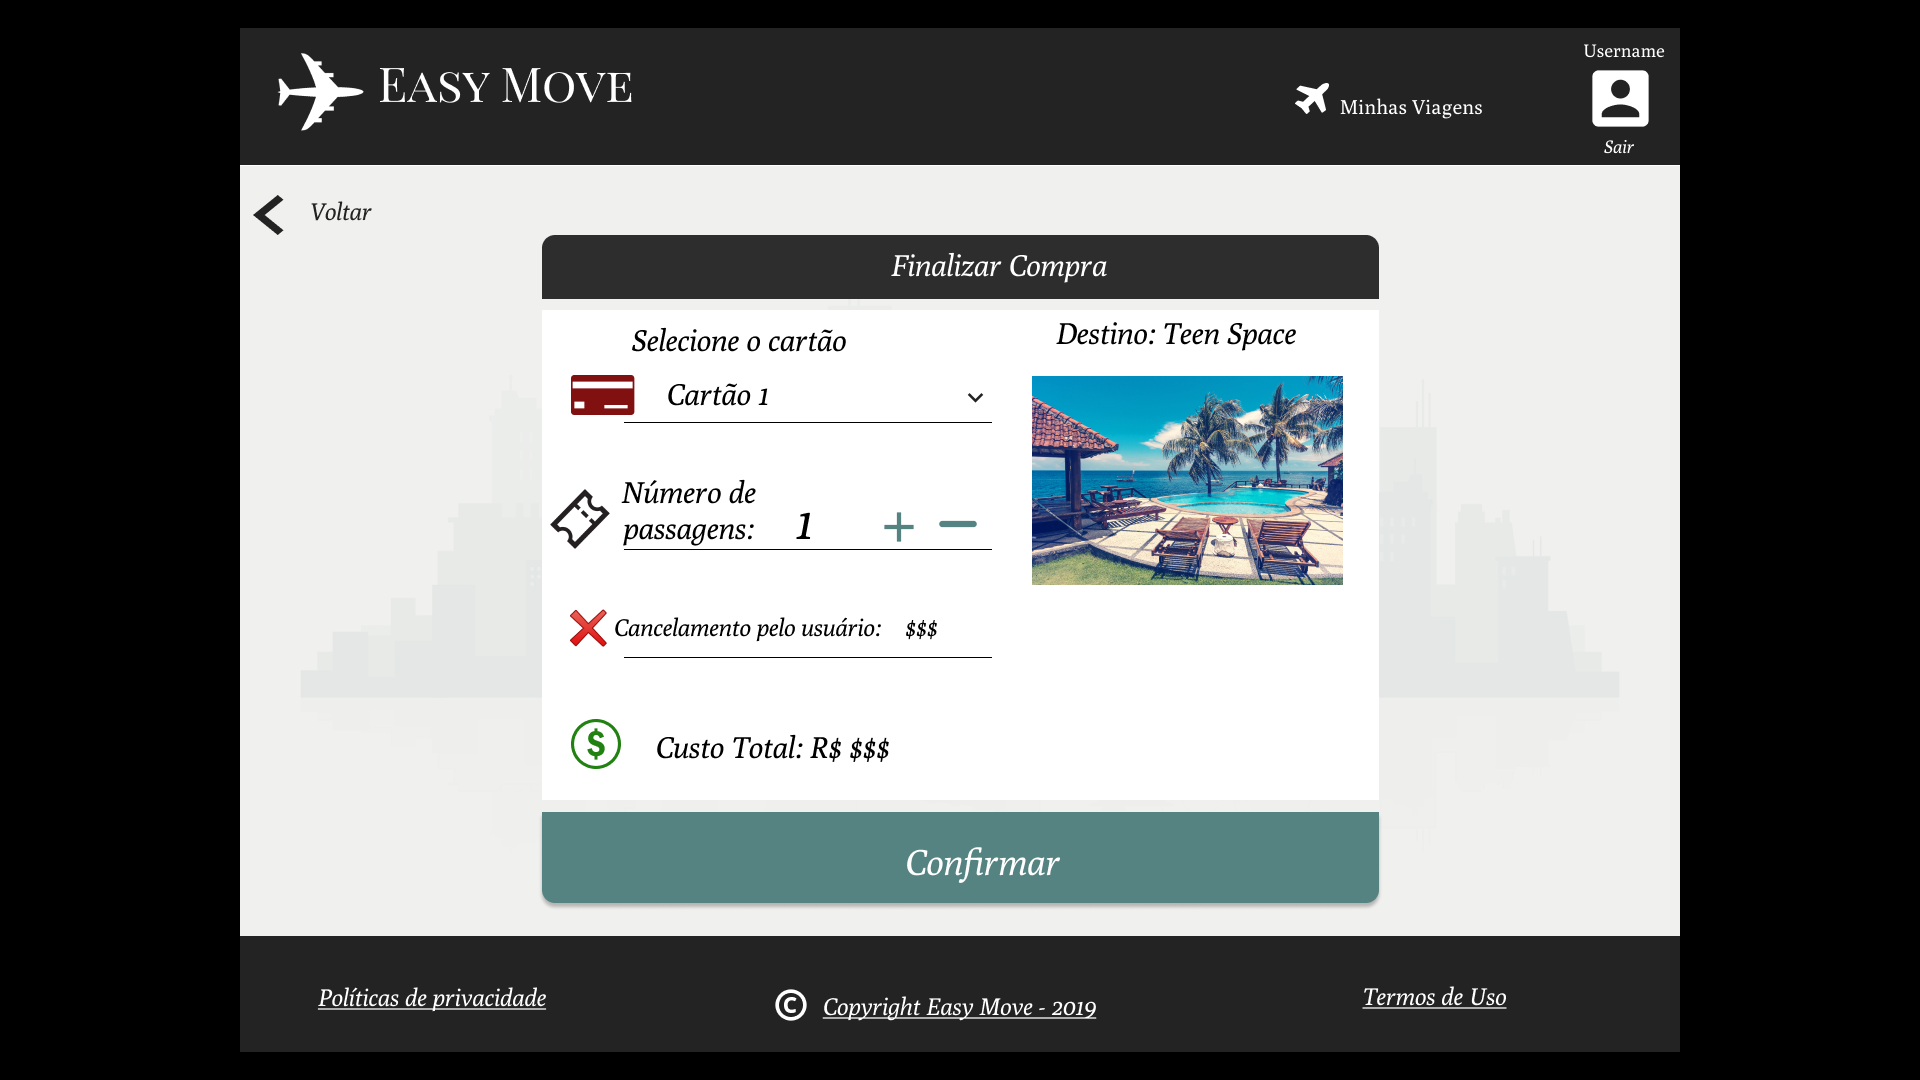 EASY MOVE
Minhas Viagens
Username
Sair
Voltar
Finalizar Compra
Selecione o cartão
Cartão 1
Número de
passagens: 1 + −
Cancelamento pelo usuário: $$$
$ Custo Total: R$ $$$
Destino: Teen Space
Confirmar
Políticas de privacidade
© Copyright Easy Move - 2019
Termos de Uso